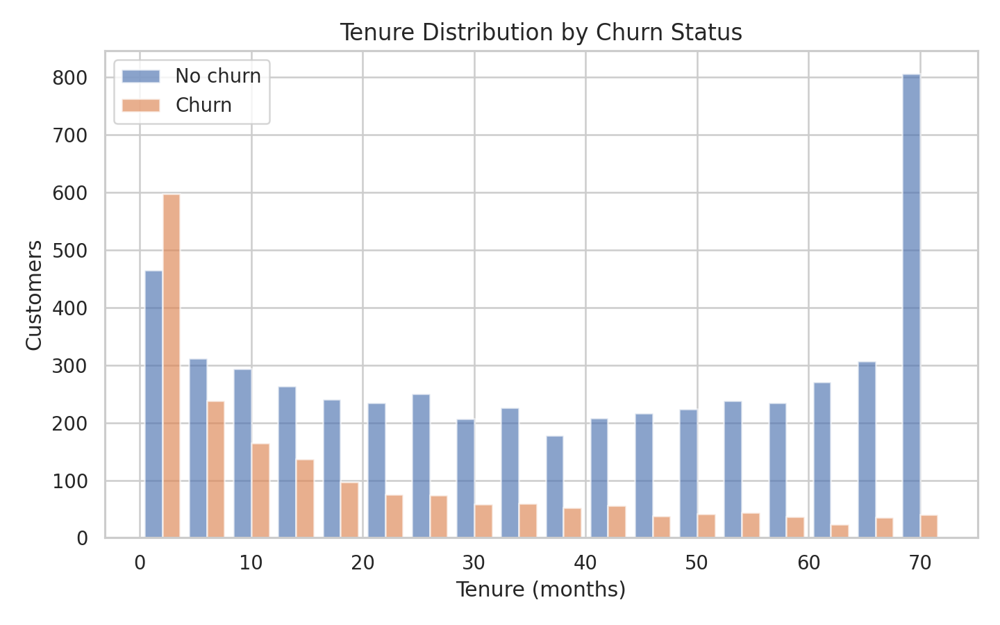 Tenure Distribution by Churn Status
No churn
Churn
800
700
600
500
400
300
200
100
0
Customers
0 10 20 30 40 50 60 70
Tenure (months)